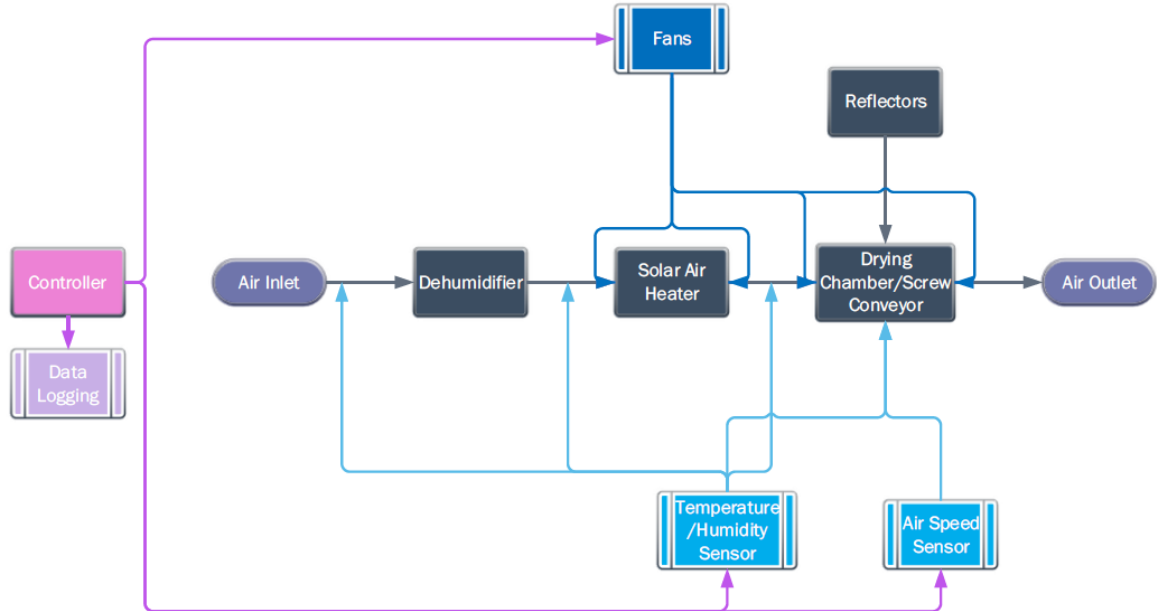 Fans
Reflectors
Controller
Air Inlet
Dehumidifier
Solar Air
Heater
Drying
Chamber/Screw
Conveyor
Air Outlet
Data
Logging
Temperature
/Humidity
Sensor
Air Speed
Sensor